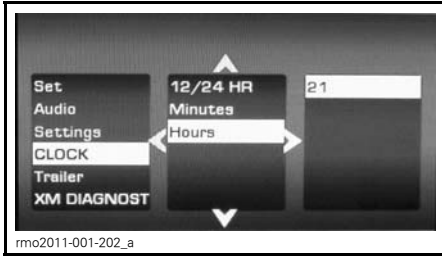 Set
Audio
Settings
CLOCK
Trailer
XM DIAGNOST
12/24 HR
Minutes
Hours
21
rmo2011-001-202_a